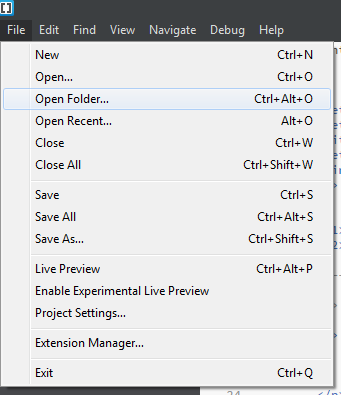 []
File Edit Find View Navigate Debug Help
New Ctrl+N
Open... Ctrl+O
Open Folder... Ctrl+Alt+O
Open Recent... Alt+O
Close Ctrl+W
Close All Ctrl+Shift+W
Save Ctrl+S
Save All Ctrl+Alt+S
Save As... Ctrl+Shift+S
Live Preview Ctrl+Alt+P
Enable Experimental Live Preview
Project Settings...
Extension Manager...
Exit Ctrl+Q